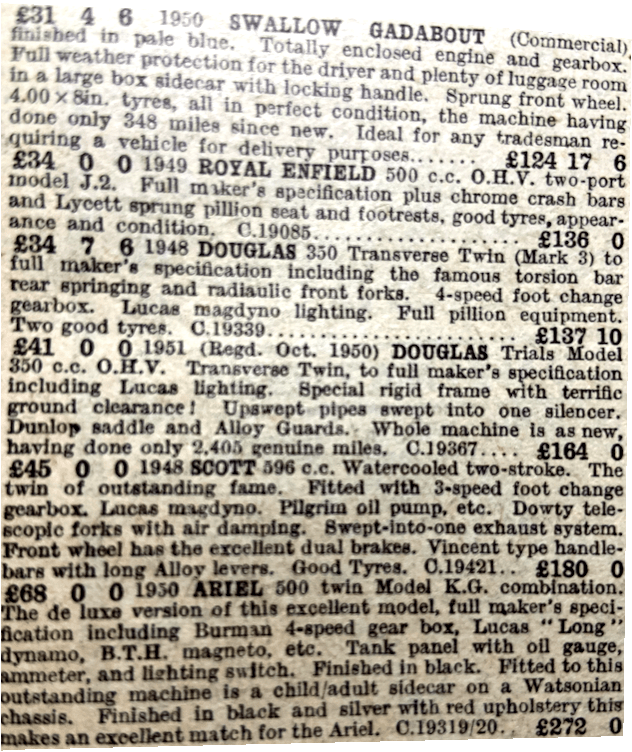 £31 4 6 1950 SWALLOW GADABOUT (Commercial)
finished in pale blue. Totally enclosed engine and gearbox.
Full weather protection for the driver and plenty of luggage room
in a large box sidecar with locking handle. Sprung front wheel.
4.00 × 8in. tyres, all in perfect condition, the machine having
done only 348 miles since new. Ideal for any tradesman re-
quiring a vehicle for delivery purposes....... £124 17 6
£34 0 0 1949 ROYAL ENFIELD 500 c.c. O.H.V. two-port
model J.2. Full maker's specification plus chrome crash bars
and Lycett sprung pillion seat and footrests, good tyres, appear-
ance and condition. C.19085...................... £136 0
£34 7 6 1948 DOUGLAS 350 Transverse Twin (Mark 3) to
full maker's specification including the famous torsion bar
rear springing and radiaulic front forks. 4-speed foot change
gearbox. Lucas magdyno lighting. Full pillion equipment.
Two good tyres. C.19339........................ £137 10
£41 0 0 1951 (Regd. Oct. 1950) DOUGLAS Trials Model
350 c.c. O.H.V. Transverse Twin, to full maker's specification
including Lucas lighting. Special rigid frame with terrific
ground clearance! Upswept pipes swept into one silencer.
Dunlop saddle and Alloy Guards. Whole machine is as new,
having done only 2,405 genuine miles. C.19367.... £164 0
£45 0 0 1948 SCOTT 596 c.c. Watercooled two-stroke. The
twin of outstanding fame. Fitted with 3-speed foot change
gearbox. Lucas magdyno. Pilgrim oil pump, etc. Dowty tele-
scopic forks with air damping. Swept-into-one exhaust system.
Front wheel has the excellent dual brakes. Vincent type handle-
bars with long Alloy levers. Good Tyres. C.19421.. £180 0
£68 0 0 1950 ARIEL 500 twin Model K.G. combination.
The de luxe version of this excellent model, full maker's speci-
fication including Burman 4-speed gear box, Lucas "Long"
dynamo, B.T.H. magneto, etc. Tank panel with oil gauge,
ammeter, and lighting switch. Finished in black. Fitted to this
outstanding machine is a child/adult sidecar on a Watsonian
chassis. Finished in black and silver with red upholstery this
makes an excellent match for the Ariel. C.19319/20.. £272 0